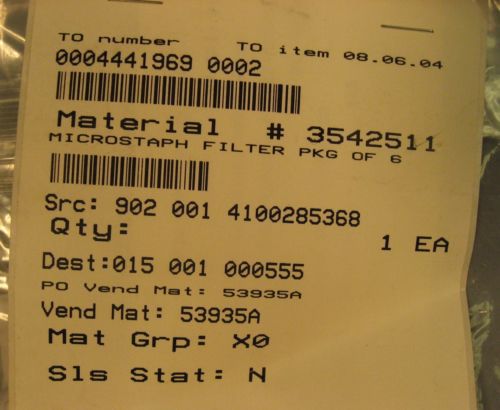 TO number TO item 08.06.04
0004441969 0002
Material # 3542511
MICROSTAPH FILTER PKG OF 6
Src: 902 001 4100285368
Qty: 1 EA
Dest:015 001 000555
PO Vend Mat: 53935A
Vend Mat: 53935A
Mat Grp: X0
Sls Stat: N